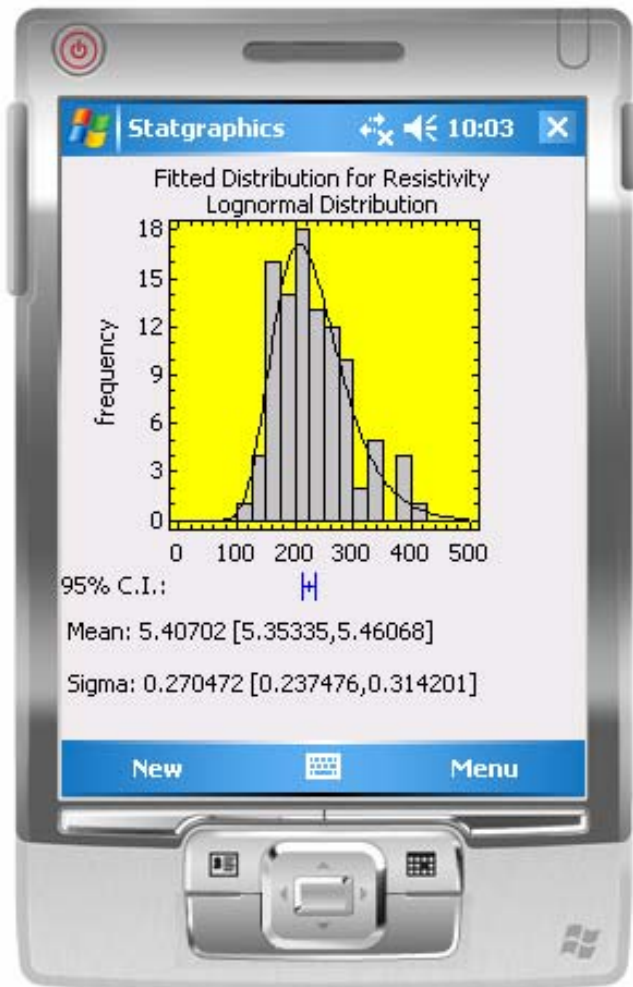 Statgraphics 10:03
Fitted Distribution for Resistivity
Lognormal Distribution
18
15
12
9
6
3
0
frequency
0 100 200 300 400 500
95% C.I.:
Mean: 5.40702 [5.35335,5.46068]
Sigma: 0.270472 [0.237476,0.314201]
New Menu